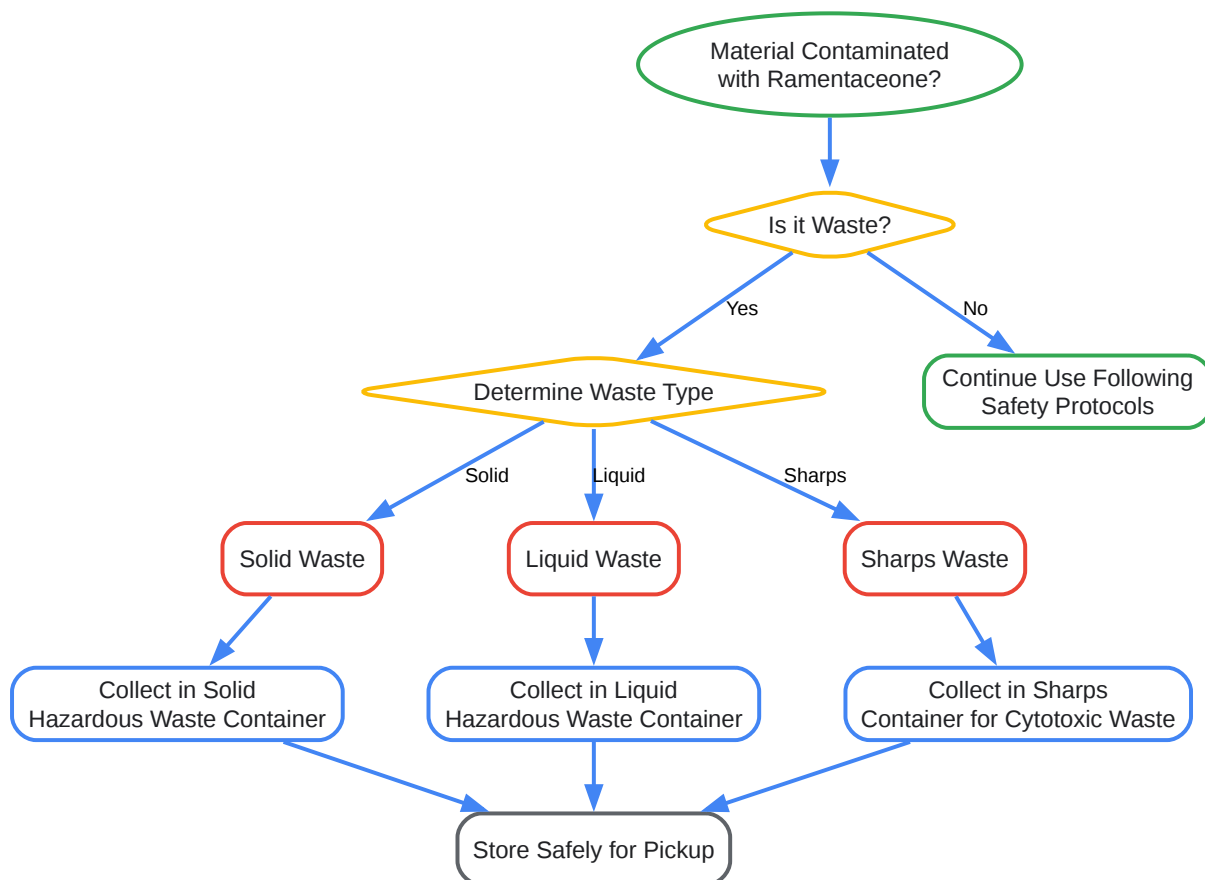 Material Contaminated
with Ramentaceone?
Is it Waste?
Yes
No
Determine Waste Type
Continue Use Following
Safety Protocols
Solid
Liquid
Sharps
Solid Waste
Liquid Waste
Sharps Waste
Collect in Solid
Hazardous Waste Container
Collect in Liquid
Hazardous Waste Container
Collect in Sharps
Container for Cytotoxic Waste
Store Safely for Pickup